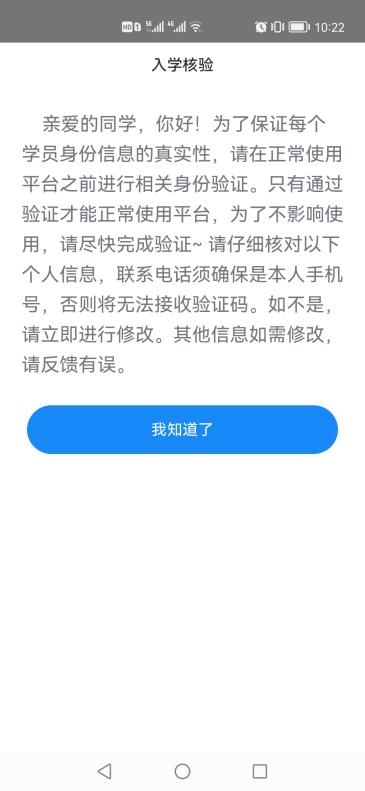 HD 1 5G 4G 10:22
入学核验
亲爱的同学，你好！为了保证每个
学员身份信息的真实性，请在正常使用
平台之前进行相关身份验证。只有通过
验证才能正常使用平台，为了不影响使
用，请尽快完成验证~ 请仔细核对以下
个人信息，联系电话须确保是本人手机
号，否则将无法接收验证码。如不是，
请立即进行修改。其他信息如需修改，
请反馈有误。
我知道了